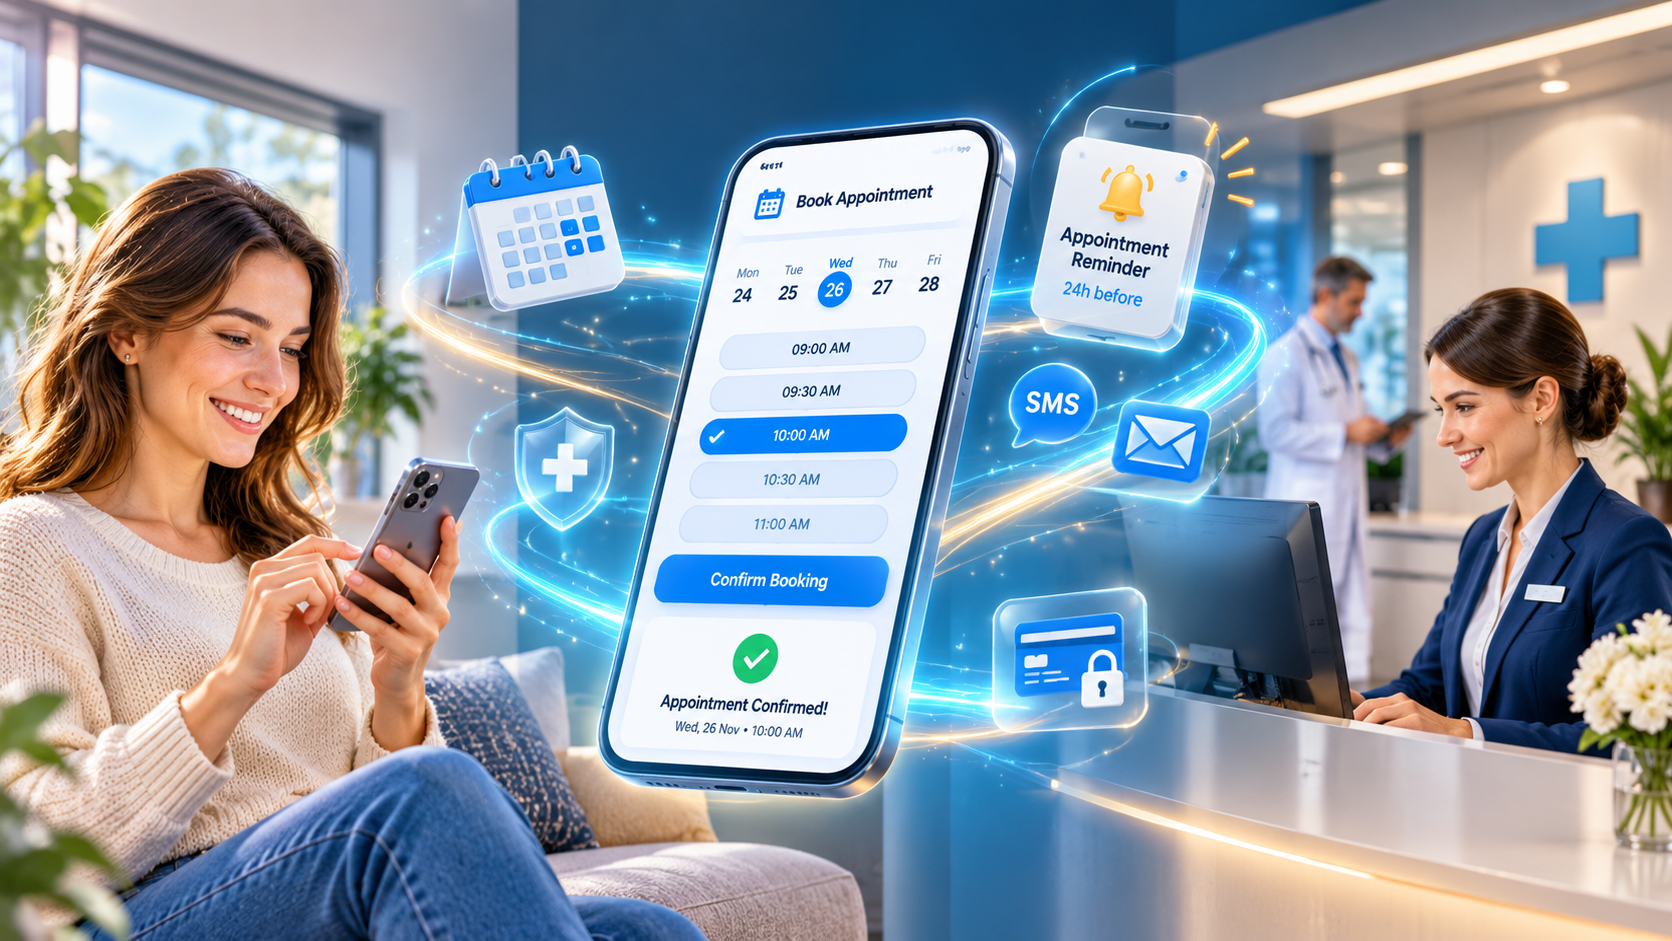 Book Appointment
Mon Tue Wed Thu Fri
24 25 26 27 28
09:00 AM
09:30 AM
10:00 AM
10:30 AM
11:00 AM
Confirm Booking
Appointment Confirmed!
Wed, 26 Nov • 10:00 AM
Appointment
Reminder
24h before
SMS